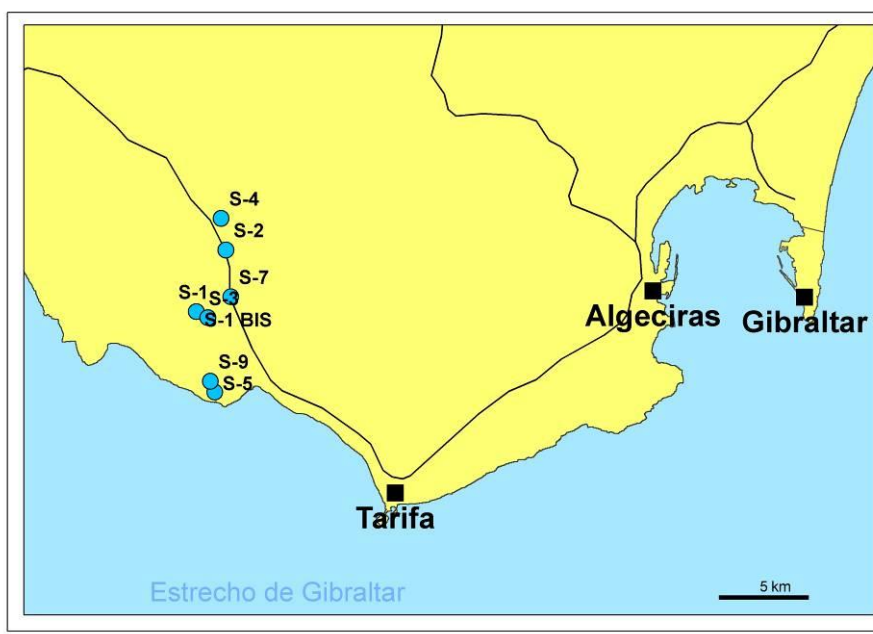 S-4
S-2
S-7
S-1
S-3
S-1 BIS
S-9
S-5
Algeciras
Gibraltar
Tarifa
Estrecho de Gibraltar
5 km